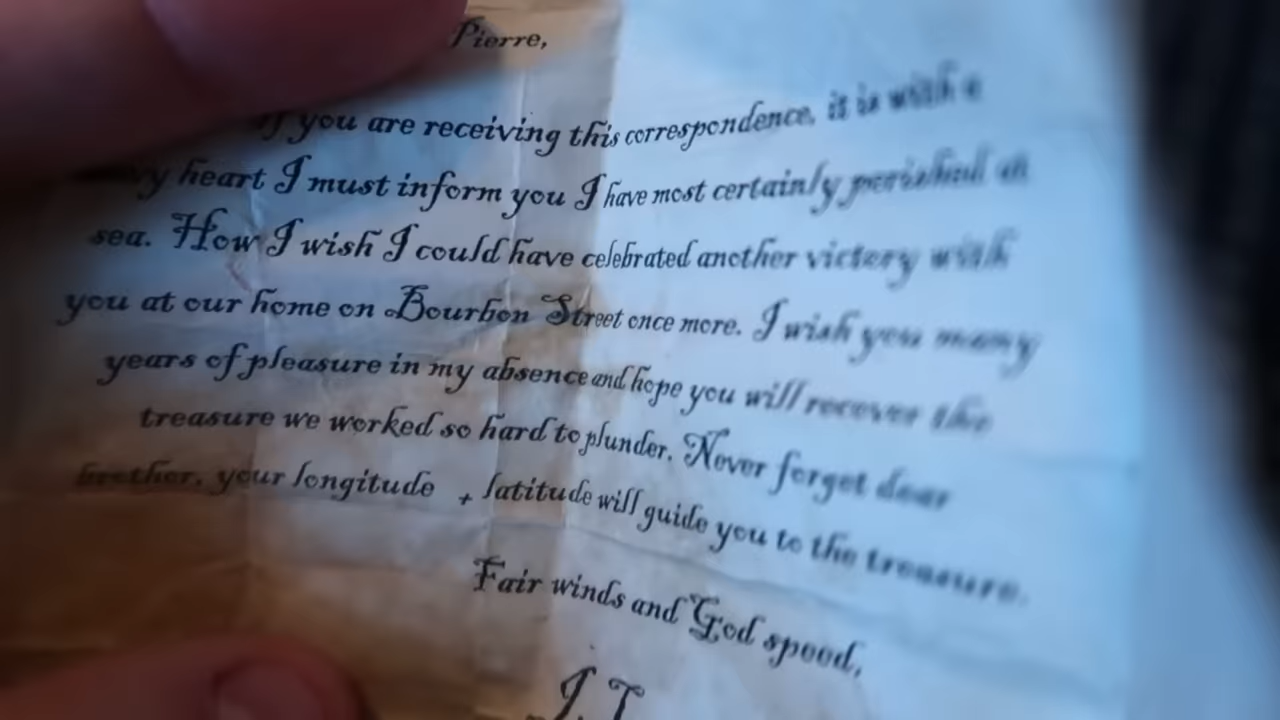 Pierre,
If you are receiving this correspondence, it is with a
heart I must inform you I have most certainly perished at
sea. How I wish I could have celebrated another victory with
you at our home on Bourbon Street once more. I wish you many
years of pleasure in my absence and hope you will recover the
treasure we worked so hard to plunder. Never forget dear
brother, your longitude + latitude will guide you to the treasure.
Fair winds and God speed,